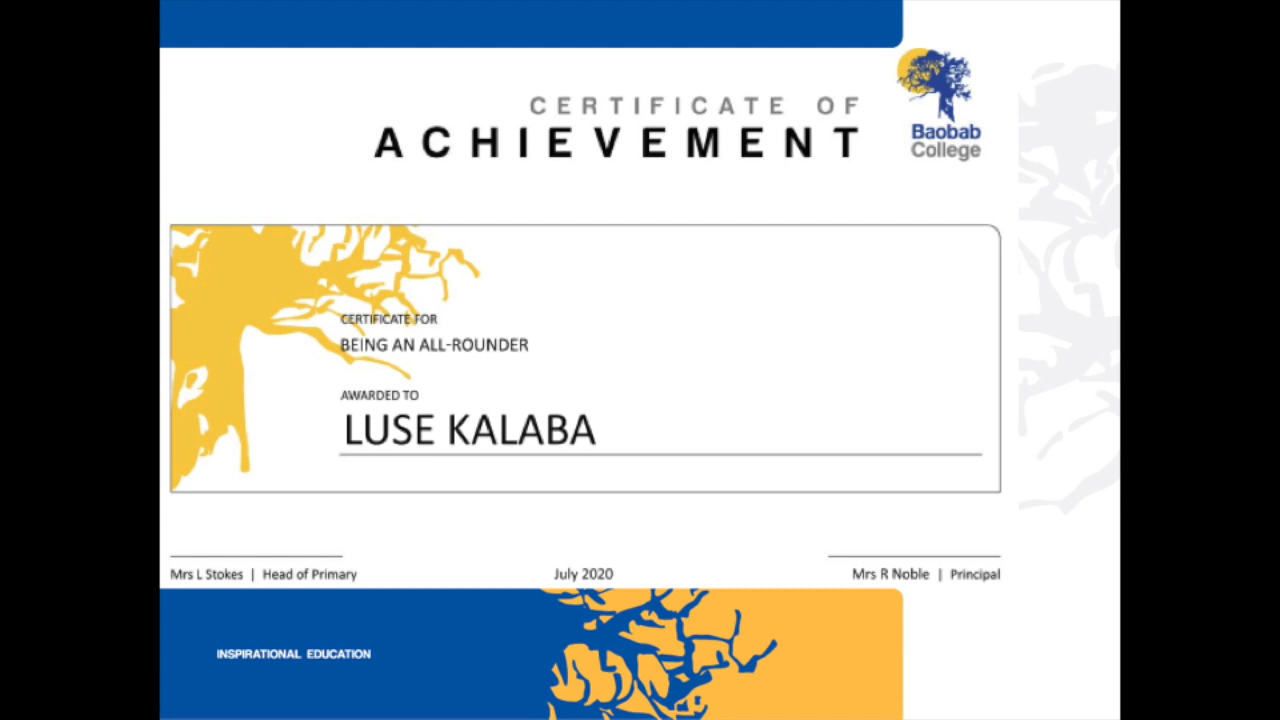 CERTIFICATE OF
ACHIEVEMENT
Baobab
College
CERTIFICATE FOR
BEING AN ALL-ROUNDER
AWARDED TO
LUSE KALABA
Mrs L Stokes | Head of Primary
July 2020
Mrs R Noble | Principal
INSPIRATIONAL EDUCATION